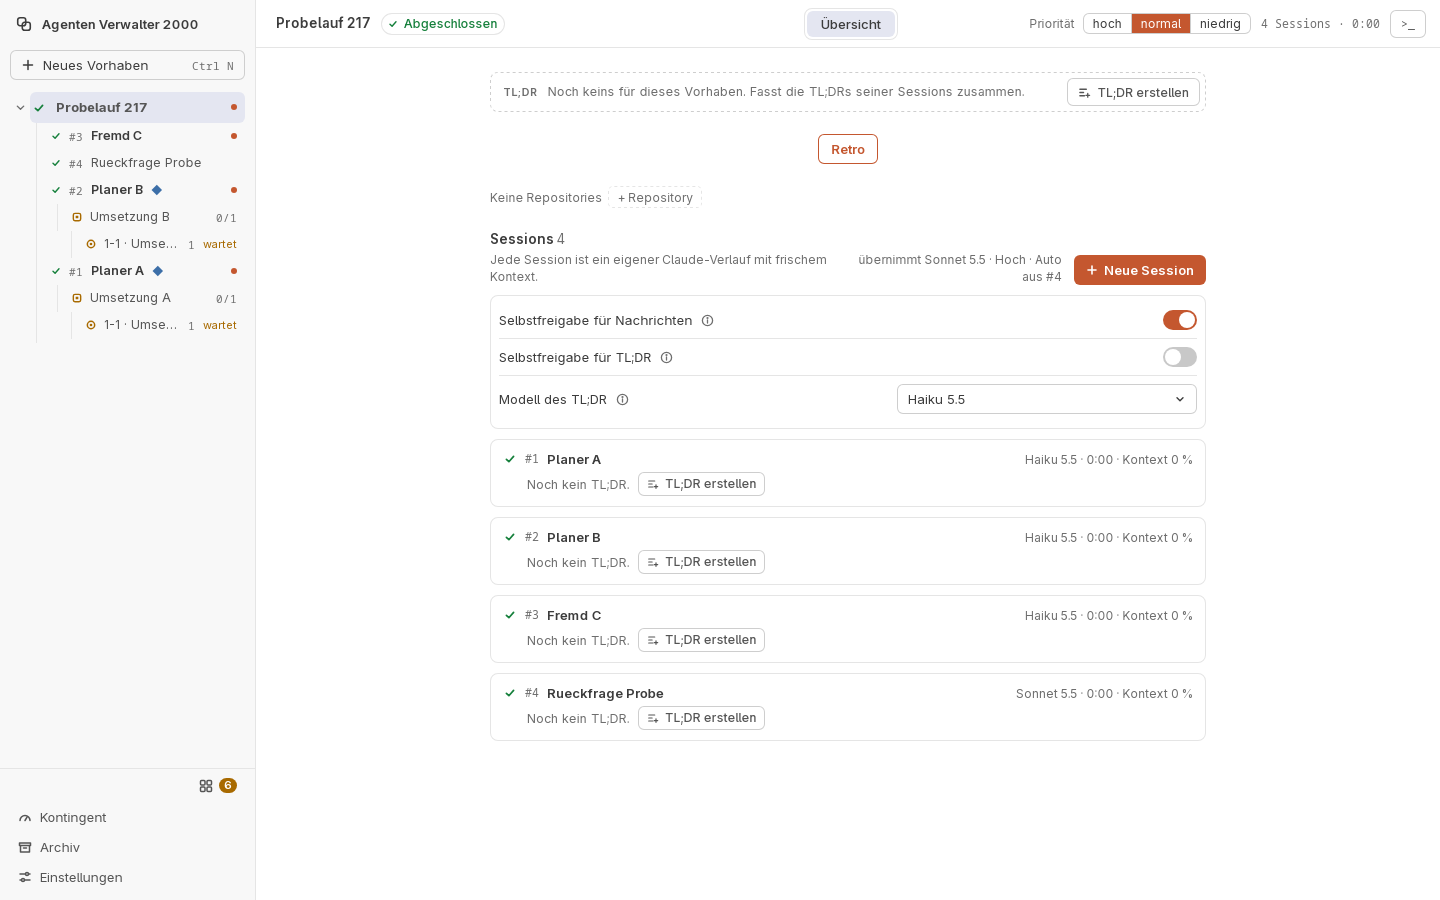 Agenten Verwalter 2000
Neues Vorhaben Ctrl N
Probelauf 217
#3 Fremd C
#4 Rueckfrage Probe
#2 Planer B
Umsetzung B 0/1
1-1 · Umse… 1 wartet
#1 Planer A
Umsetzung A 0/1
1-1 · Umse… 1 wartet
6
Kontingent
Archiv
Einstellungen
Probelauf 217 Abgeschlossen Übersicht Priorität hoch normal niedrig 4 Sessions · 0:00 >_
TL;DR Noch keins für dieses Vorhaben. Fasst die TL;DRs seiner Sessions zusammen. TL;DR erstellen
Retro
Keine Repositories + Repository
Sessions 4
Jede Session ist ein eigener Claude-Verlauf mit frischem
Kontext.
übernimmt Sonnet 5.5 · Hoch · Auto
aus #4
+ Neue Session
Selbstfreigabe für Nachrichten
Selbstfreigabe für TL;DR
Modell des TL;DR Haiku 5.5
#1 Planer A Haiku 5.5 · 0:00 · Kontext 0 %
Noch kein TL;DR. TL;DR erstellen
#2 Planer B Haiku 5.5 · 0:00 · Kontext 0 %
Noch kein TL;DR. TL;DR erstellen
#3 Fremd C Haiku 5.5 · 0:00 · Kontext 0 %
Noch kein TL;DR. TL;DR erstellen
#4 Rueckfrage Probe Sonnet 5.5 · 0:00 · Kontext 0 %
Noch kein TL;DR. TL;DR erstellen